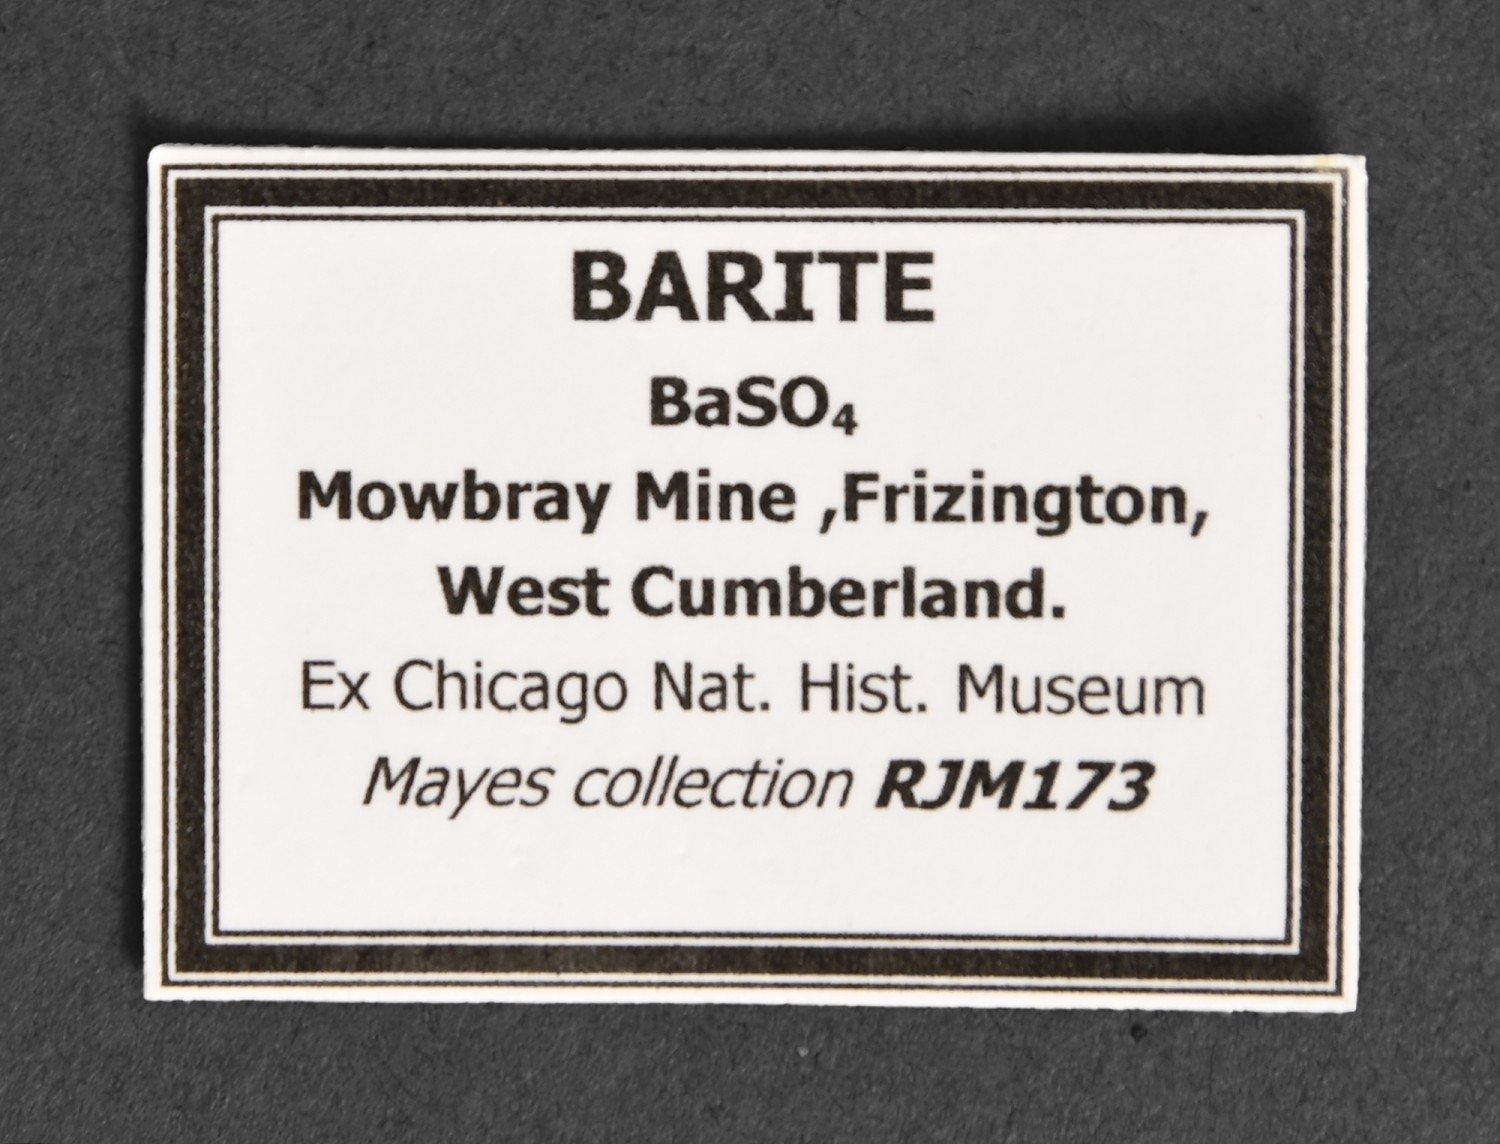 BARITE
BaSO₄
Mowbray Mine ,Frizington,
West Cumberland.
Ex Chicago Nat. Hist. Museum
Mayes collection RJM173